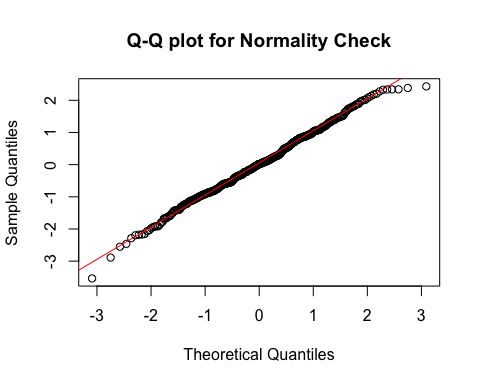 Q-Q plot for Normality Check
Sample Quantiles
2
1
0
-1
-2
-3
-3 -2 -1 0 1 2 3
Theoretical Quantiles